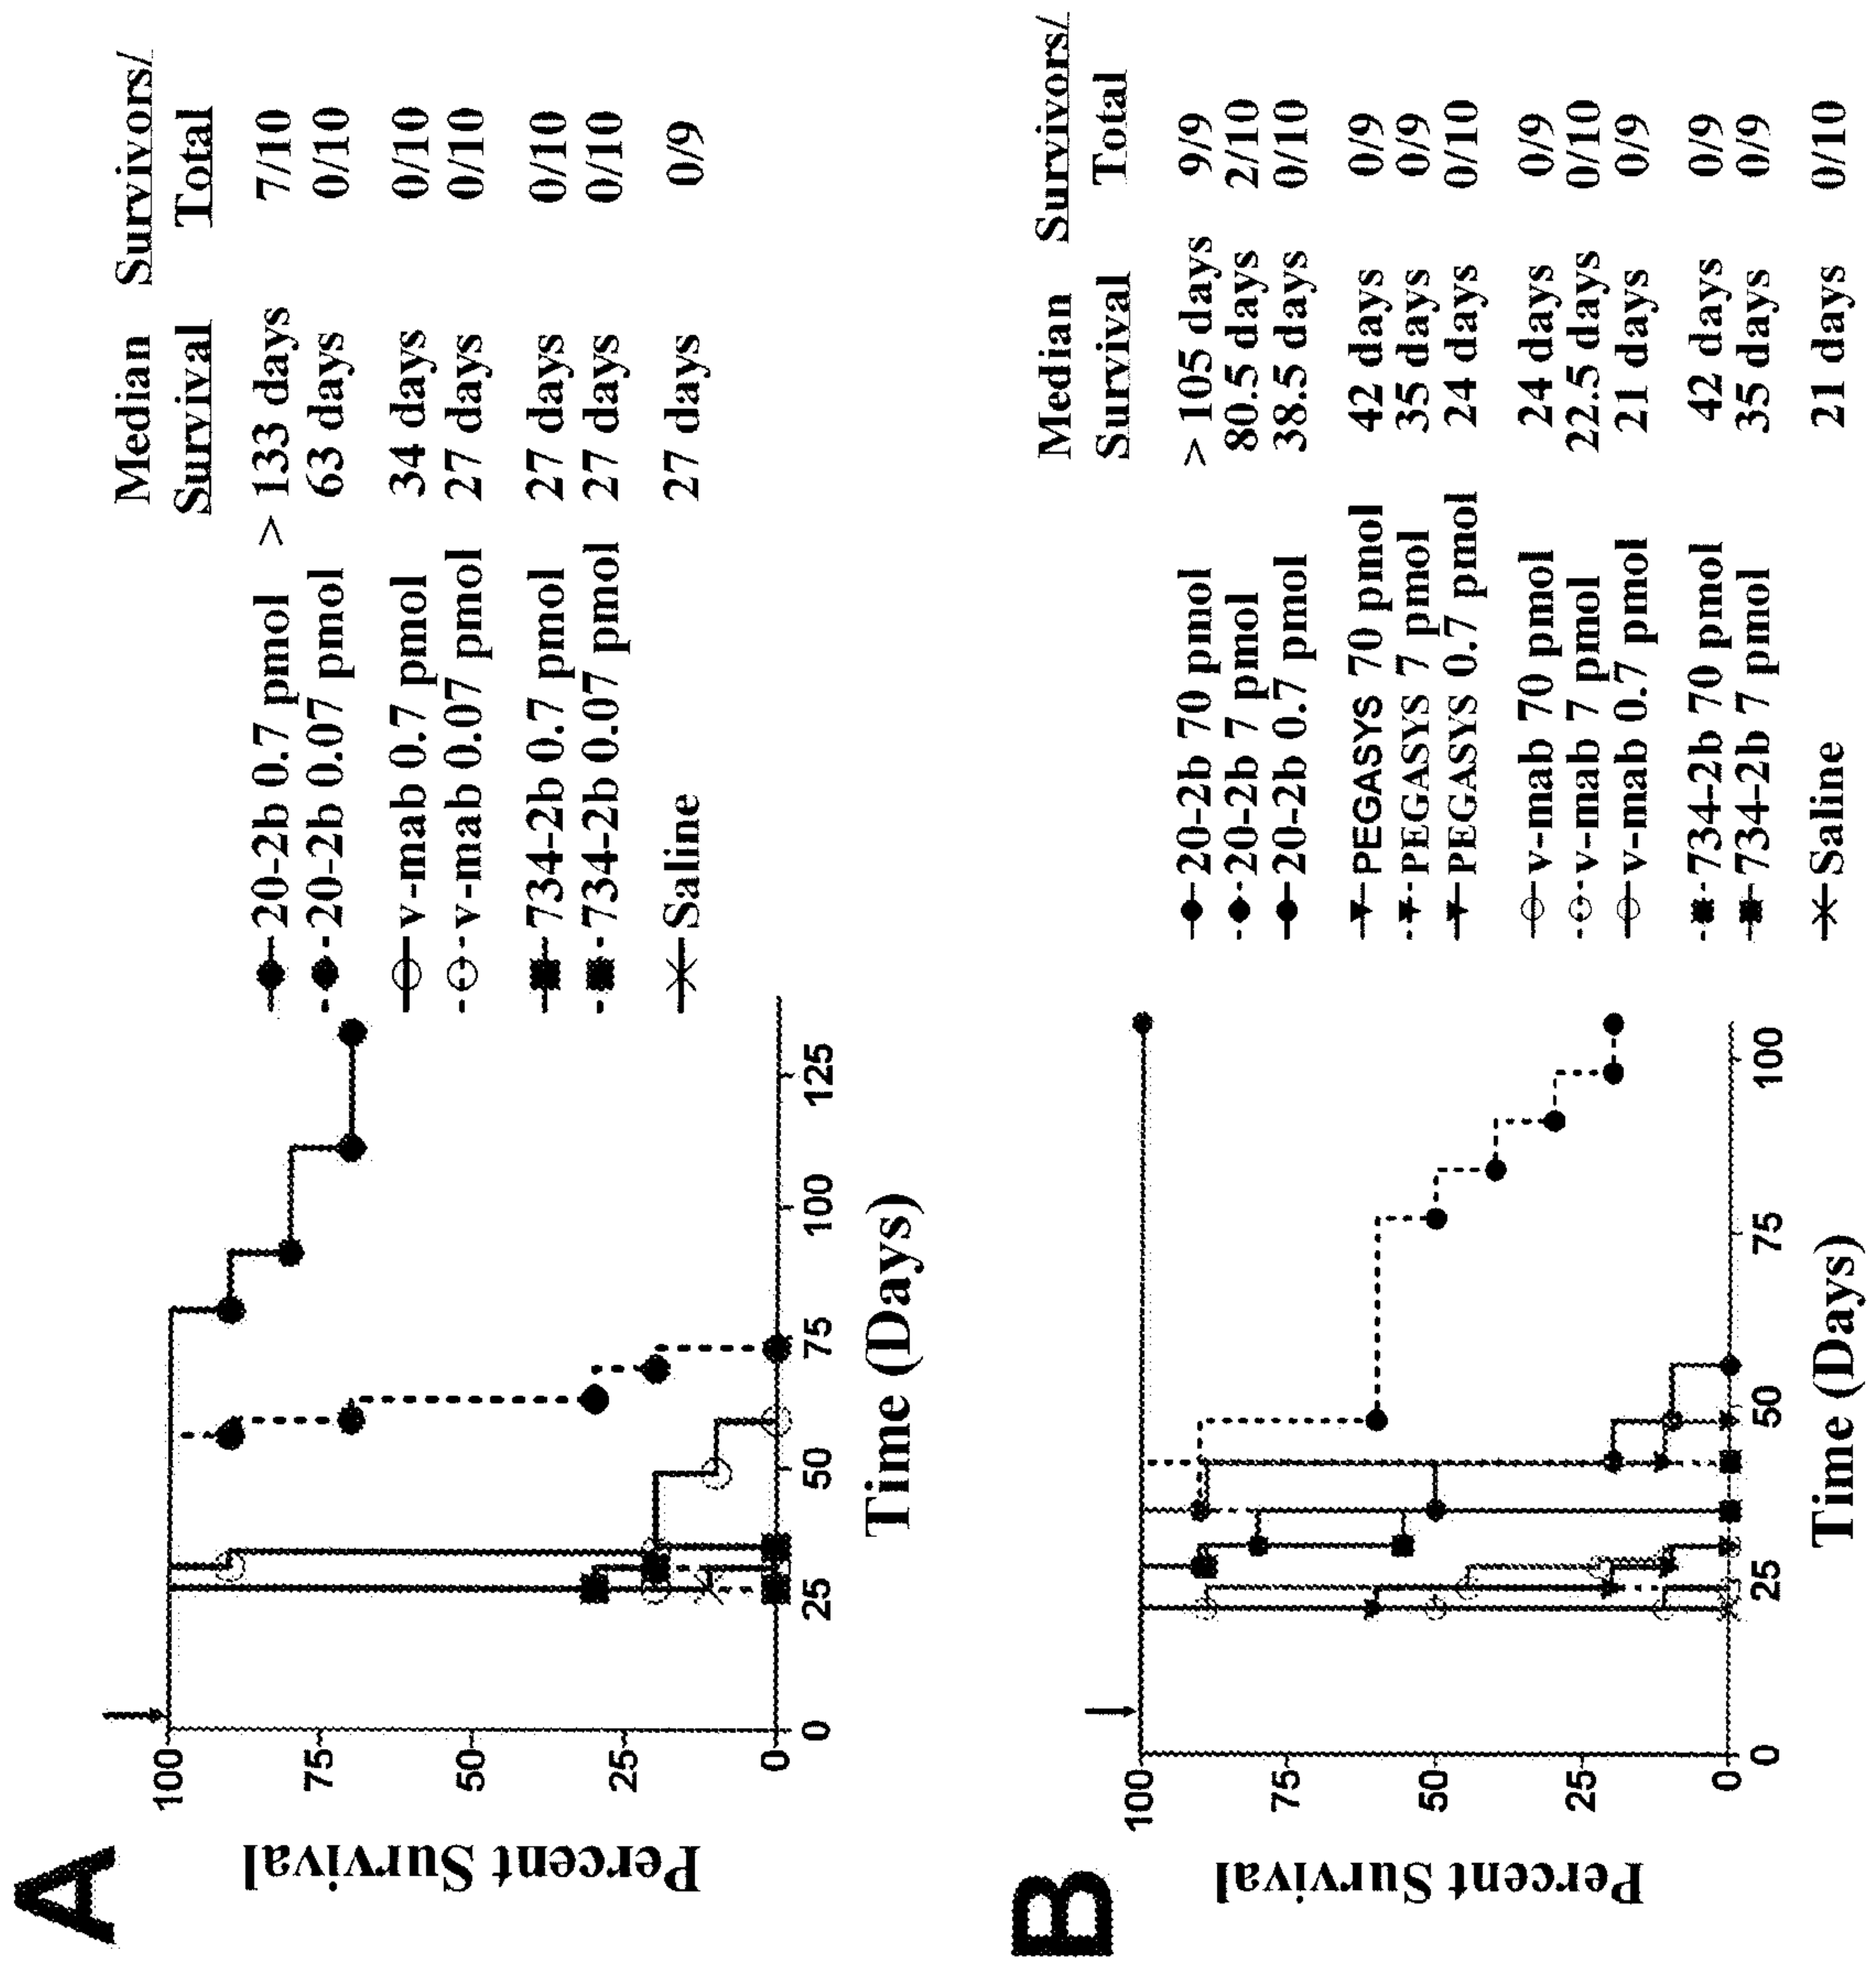 A
Percent Survival
100
75
50
25
0
0 25 50 75 100 125
Time (Days)
Median Survivors/
Survival Total
20-2b 0.7 pmol > 133 days 7/10
20-2b 0.07 pmol 63 days 0/10
v-mab 0.7 pmol 34 days 0/10
v-mab 0.07 pmol 27 days 0/10
734-2b 0.7 pmol 27 days 0/10
734-2b 0.07 pmol 27 days 0/10
Saline 27 days 0/9
B
Percent Survival
100
75
50
25
0
0 25 50 75 100
Time (Days)
Median Survivors/
Survival Total
20-2b 70 pmol > 105 days 9/9
20-2b 7 pmol 80.5 days 2/10
20-2b 0.7 pmol 38.5 days 0/10
PEGASYS 70 pmol 42 days 0/9
PEGASYS 7 pmol 35 days 0/9
PEGASYS 0.7 pmol 24 days 0/10
v-mab 70 pmol 24 days 0/9
v-mab 7 pmol 22.5 days 0/10
v-mab 0.7 pmol 21 days 0/9
734-2b 70 pmol 42 days 0/9
734-2b 7 pmol 35 days 0/9
Saline 21 days 0/10